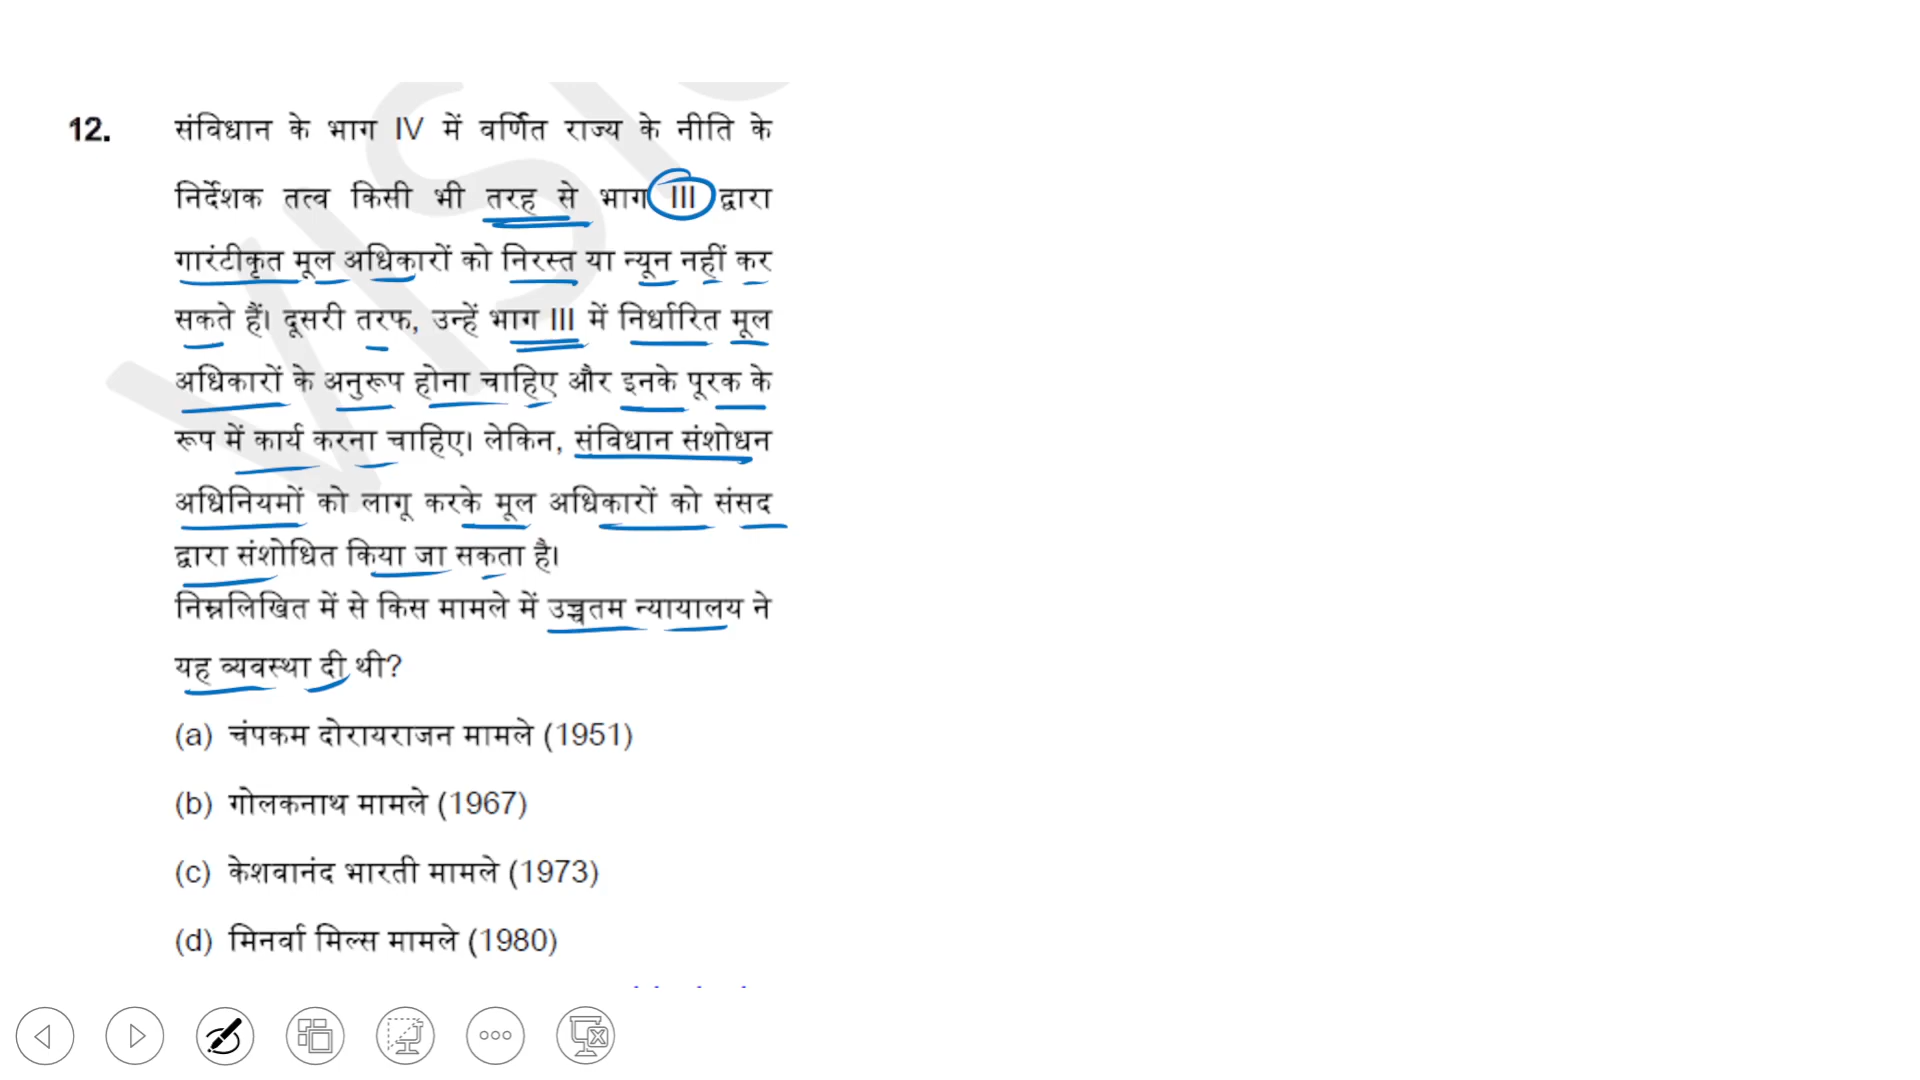 12. संविधान के भाग IV में वर्णित राज्य के नीति के
निर्देशक तत्व किसी भी तरह से भाग III द्वारा
गारंटीकृत मूल अधिकारों को निरस्त या न्यून नहीं कर
सकते हैं। दूसरी तरफ, उन्हें भाग III में निर्धारित मूल
अधिकारों के अनुरूप होना चाहिए और इनके पूरक के
रूप में कार्य करना चाहिए। लेकिन, संविधान संशोधन
अधिनियमों को लागू करके मूल अधिकारों को संसद
द्वारा संशोधित किया जा सकता है।
निम्नलिखित में से किस मामले में उच्चतम न्यायालय ने
यह व्यवस्था दी थी?
(a) चंपकम दोरायराजन मामले (1951)
(b) गोलकनाथ मामले (1967)
(c) केशवानंद भारती मामले (1973)
(d) मिनर्वा मिल्स मामले (1980)